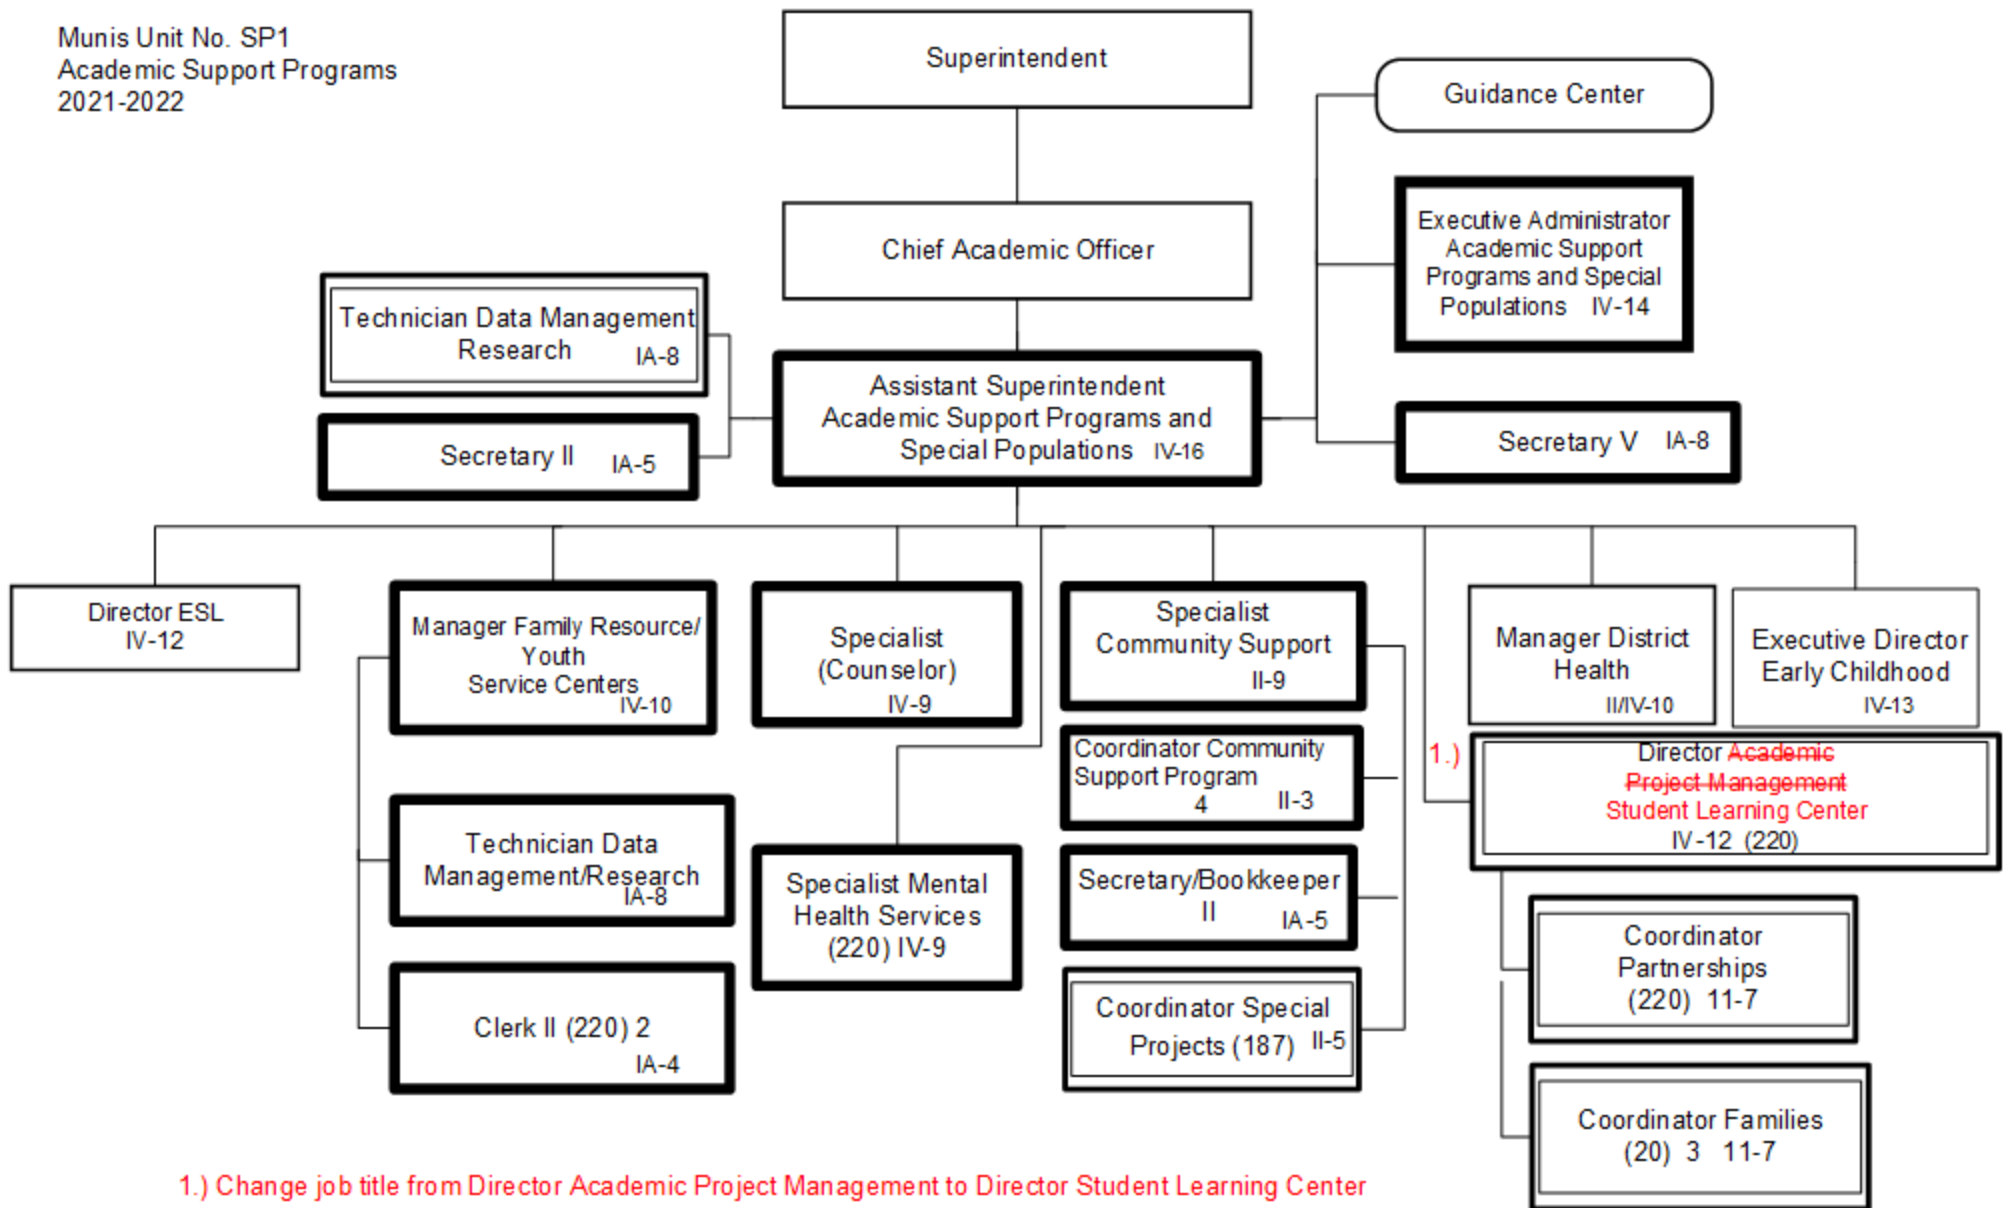 Munis Unit No. SP1
Academic Support Programs
2021-2022
Superintendent
Guidance Center
Executive Administrator
Academic Support
Programs and Special
Populations IV-14
Chief Academic Officer
Technician Data Management
Research IA-8
Assistant Superintendent
Academic Support Programs and
Special Populations IV-16
Secretary II IA-5
Secretary V IA-8
Director ESL
IV-12
Manager Family Resource/
Youth
Service Centers
IV-10
Specialist
(Counselor)
IV-9
Specialist
Community Support
II-9
Manager District
Health
II/IV-10
Executive Director
Early Childhood
IV-13
Coordinator Community
Support Program
4 II-3
1.)
Director Academic
Project Management
Student Learning Center
IV-12 (220)
Technician Data
Management/Research
IA-8
Specialist Mental
Health Services
(220) IV-9
Secretary/Bookkeeper
II IA-5
Coordinator
Partnerships
(220) 11-7
Clerk II (220) 2
IA-4
Coordinator Special
Projects (187) II-5
Coordinator Families
(20) 3 11-7
1.) Change job title from Director Academic Project Management to Director Student Learning Center